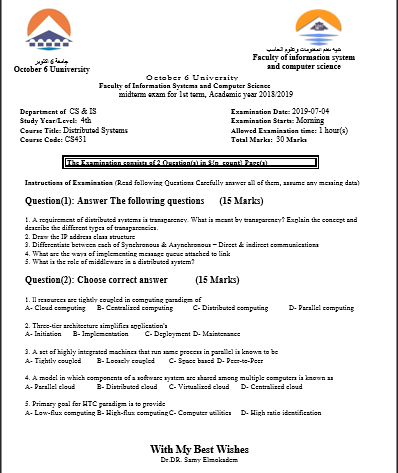 جامعة 6 اكتوبر
October 6 University
كلية نظم المعلومات وعلوم الحاسب
Faculty of information system
and computer science
October 6 University
Faculty of Information Systems and Computer Science
midterm exam for 1st term, Academic year 2018/2019
Department of CS & IS
Examination Date: 2019-07-04
Study Year/Level: 4th
Examination Starts: Morning
Course Title: Distributed Systems
Allowed Examination time: 1 hour(s)
Course Code: CS431
Total Marks: 30 Marks
The Examination consists of 2 Question(s) in ${n_count} Page(s)
Instructions of Examination (Read following Questions Carefully answer all of them, assume any messing data)
Question(1): Answer The following questions (15 Marks)
1. A requirement of distributed systems is transparency. What is meant by transparency? Explain the concept and
describe the different types of transparencies.
2. Draw the IP address class structure
3. Differentiate between each of Synchronous & Asynchronous – Direct & indirect communications
4. What are the ways of implementing message queue attached to link
5. What is the role of middleware in a distributed system?
Question(2): Choose correct answer (15 Marks)
1. ll resources are tightly coupled in computing paradigm of
A- Cloud computing B- Centralized computing C- Distributed computing D- Parallel computing
2. Three-tier architecture simplifies application's
A- Initiation B- Implementation C- Deployment D- Maintenance
3. A set of highly integrated machines that run same process in parallel is known to be
A- Tightly coupled B- Loosely coupled C- Space based D- Peer-to-Peer
4. A model in which components of a software system are shared among multiple computers is known as
A- Parallel cloud B- Distributed cloud C- Virtualized cloud D- Centralized cloud
5. Primary goal for HTC paradigm is to provide
A- Low-flux computing B- High-flux computing C- Computer utilities D- High ratio identification
With My Best Wishes
Dr.DR. Samy Elmokadem